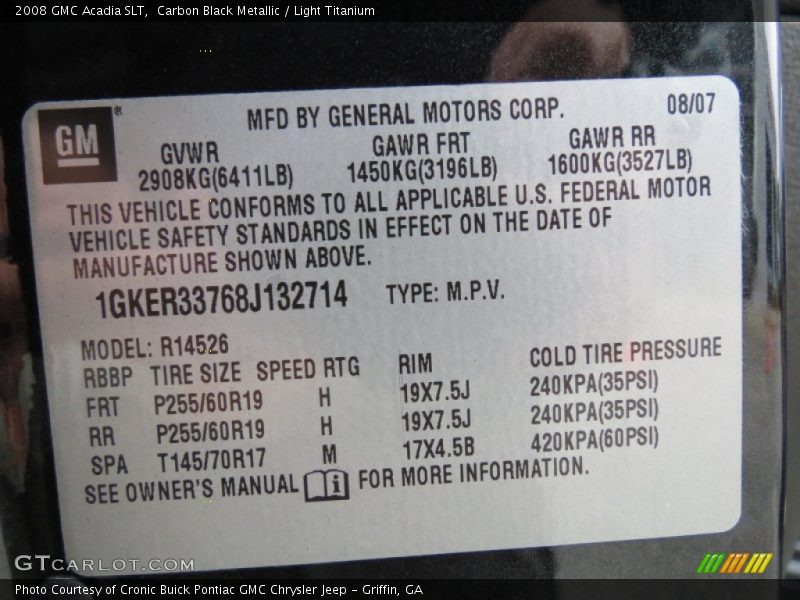 2008 GMC Acadia SLT,  Carbon Black Metallic / Light Titanium
GM ®
MFD BY GENERAL MOTORS CORP. 08/07
GVWR GAWR FRT GAWR RR
2908KG(6411LB) 1450KG(3196LB) 1600KG(3527LB)
THIS VEHICLE CONFORMS TO ALL APPLICABLE U.S. FEDERAL MOTOR
VEHICLE SAFETY STANDARDS IN EFFECT ON THE DATE OF
MANUFACTURE SHOWN ABOVE.
1GKER33768J132714 TYPE: M.P.V.
MODEL: R14526
RBBP TIRE SIZE SPEED RTG RIM COLD TIRE PRESSURE
FRT P255/60R19 H 19X7.5J 240KPA(35PSI)
RR P255/60R19 H 19X7.5J 240KPA(35PSI)
SPA T145/70R17 M 17X4.5B 420KPA(60PSI)
SEE OWNER'S MANUAL i FOR MORE INFORMATION.
GTCARLOT.COM
Photo Courtesy of Cronic Buick Pontiac GMC Chrysler Jeep - Griffin, GA